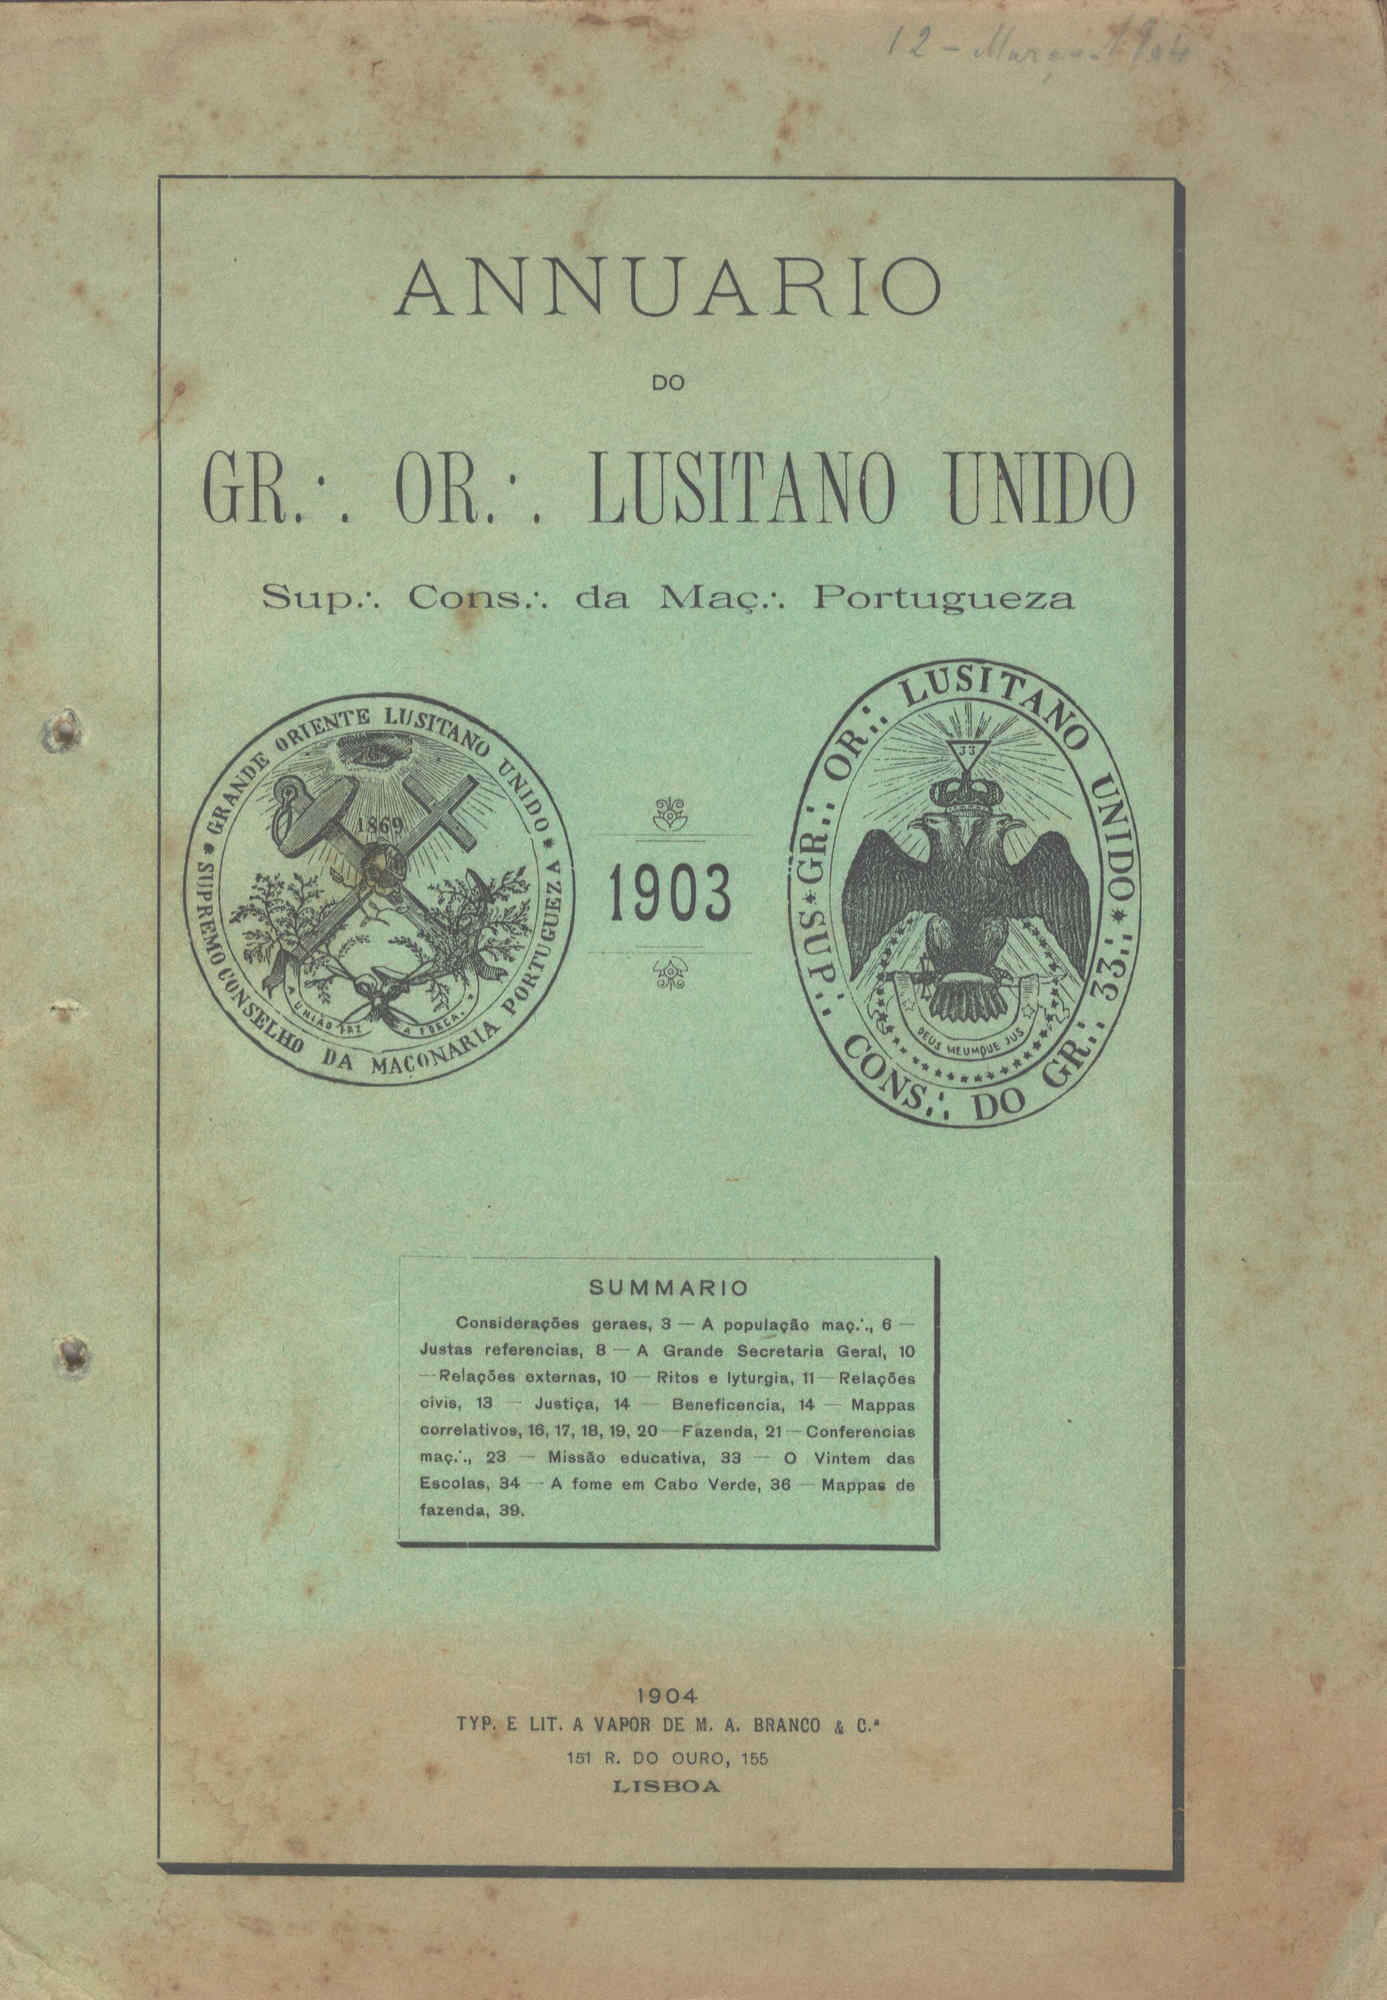 12 - Março - 1904
ANNUARIO
DO
GR.∴ OR.∴ LUSITANO UNIDO
Sup.∴ Cons.∴ da Maç.∴ Portugueza
* GRANDE ORIENTE LUSITANO UNIDO *
SUPREMO CONSELHO DA MAÇONARIA PORTUGUEZA
1869
A UNIÃO FAZ A FORÇA.
1903
* GR.∴ OR.∴ LUSITANO UNIDO *
SUP.∴ CONS.∴ DO GR.∴ 33.∴
33
DEUS MEUMQUE JUS
SUMMARIO
Considerações geraes, 3 — A população maç.∴, 6 —
Justas referencias, 8 — A Grande Secretaria Geral, 10
— Relações externas, 10 — Ritos e lyturgia, 11 — Relações
civis, 13 — Justiça, 14 — Beneficencia, 14 — Mappas
correlativos, 16, 17, 18, 19, 20 — Fazenda, 21 — Conferencias
maç.∴, 23 — Missão educativa, 33 — O Vintem das
Escolas, 34 — A fome em Cabo Verde, 36 — Mappas de
fazenda, 39.
1904
TYP. E LIT. A VAPOR DE M. A. BRANCO & C.ª
151 R. DO OURO, 155
LISBOA